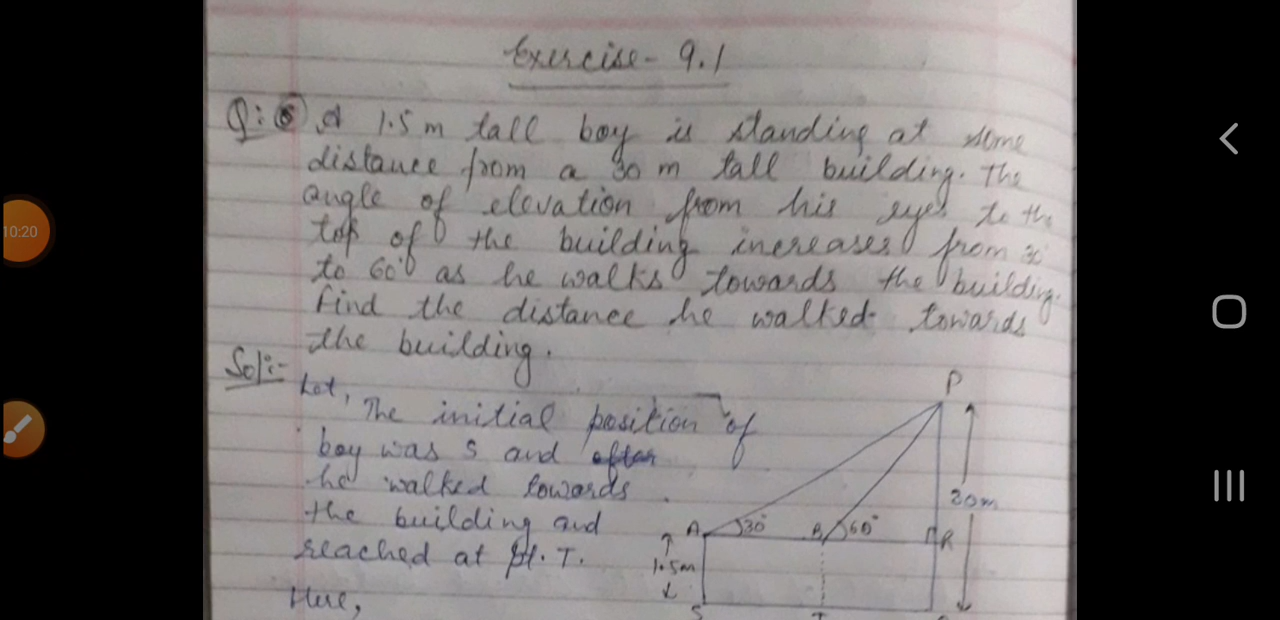 Exercise - 9.1
Q:⑥ A 1.5 m tall boy is standing at some
distance from a 30 m tall building. The
angle of elevation from his eyes to the
top of the building increases from 30
to 60° as he walks towards the building.
Find the distance he walked towards
the building.
Sol:-
Let,
The initial position of
boy was S and after
he walked towards
the building and
reached at pt. T.
Here,
P
A 30° B 60° R
1.5m
20m
S T
10:20